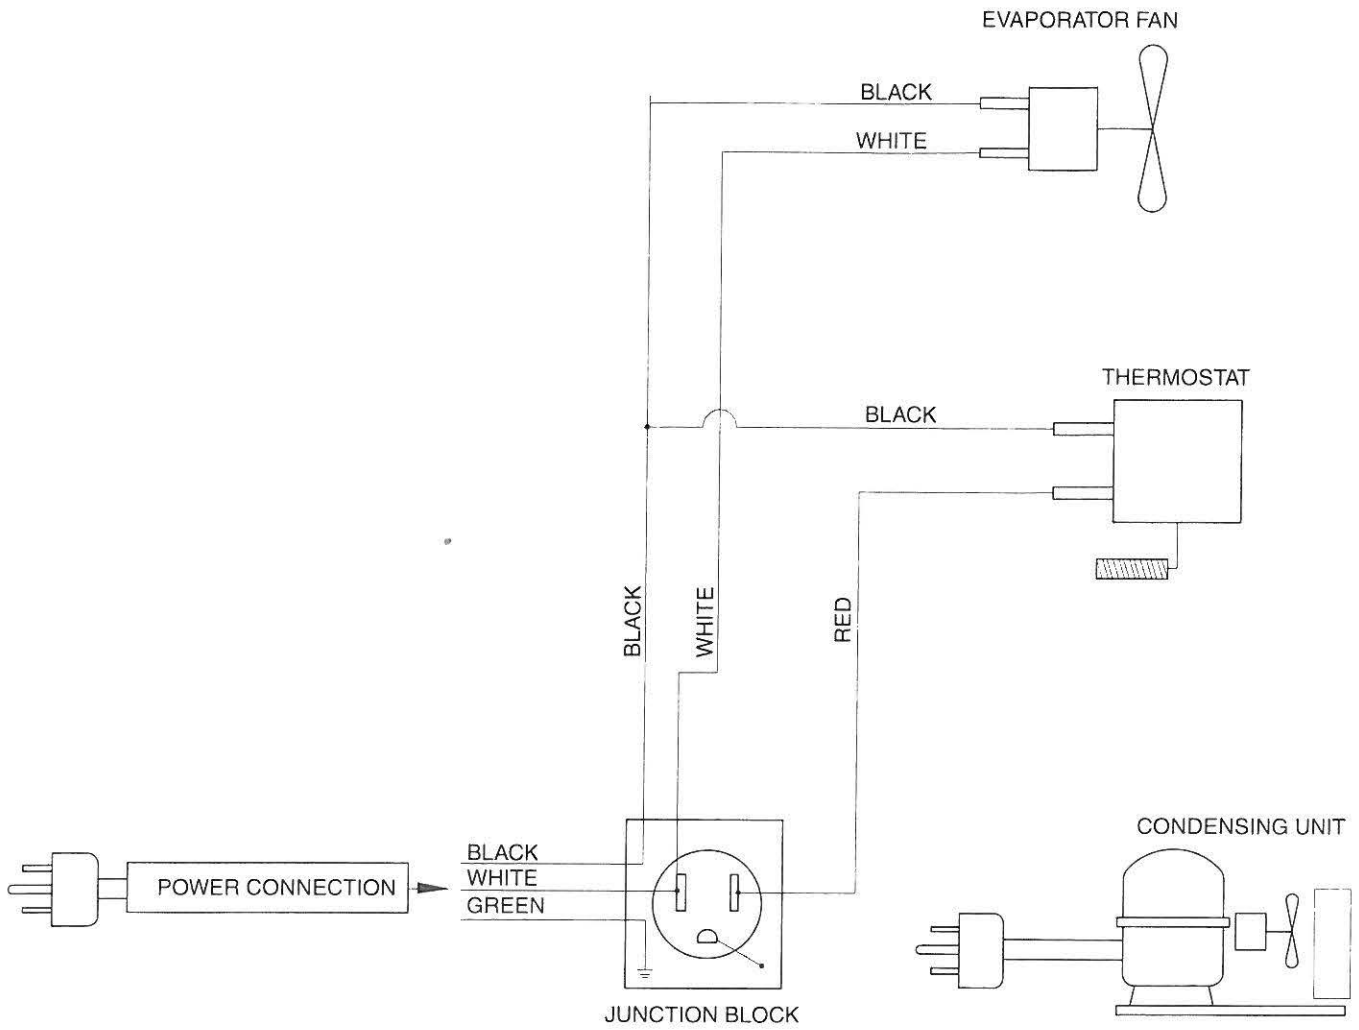 EVAPORATOR FAN
BLACK
WHITE
THERMOSTAT
BLACK
BLACK
WHITE
RED
CONDENSING UNIT
POWER CONNECTION
BLACK
WHITE
GREEN
JUNCTION BLOCK